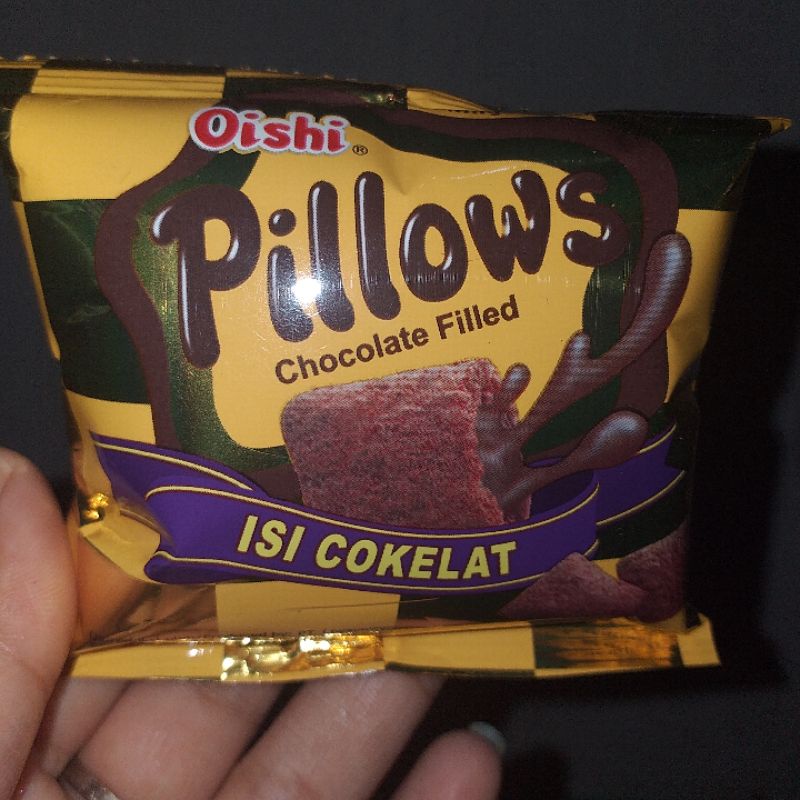 Oishi®
Pillows
Chocolate Filled
ISI COKELAT